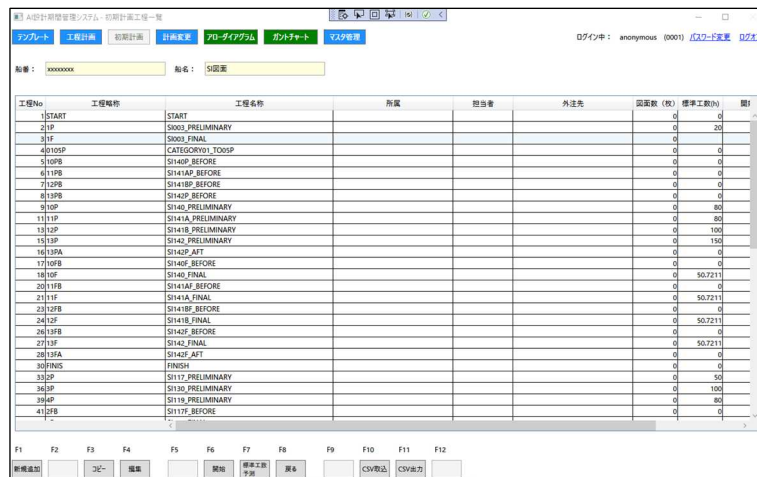 AI設計期間管理システム - 初期計画工程一覧
テンプレート 工程計画 初期計画 計画変更 アローダイアグラム ガントチャート マスタ管理 ログイン中： anonymous (0001) パスワード変更 ログオ
船番： xxxxxxxx 船名： SI図面
工程No 工程略称 工程名称 所属 担当者 外注先 図面数（枚） 標準工数(h) 開始
1 START START 0 0
2 1P SI003_PRELIMINARY 0 20
3 1F SI003_FINAL 0
4 0105P CATEGORY01_TO05P 0 0
5 10PB SI140P_BEFORE 0 0
6 11PB SI141AP_BEFORE 0 0
7 12PB SI141BP_BEFORE 0 0
8 13PB SI142P_BEFORE 0 0
9 10P SI140_PRELIMINARY 0 80
11 11P SI141A_PRELIMINARY 0 80
13 12P SI141B_PRELIMINARY 0 100
15 13P SI142_PRELIMINARY 0 150
16 13PA SI142P_AFT 0 0
17 10FB SI140F_BEFORE 0 0
18 10F SI140_FINAL 0 50.7211
20 11FB SI141AF_BEFORE 0 0
21 11F SI141A_FINAL 0 50.7211
23 12FB SI141BF_BEFORE 0 0
24 12F SI141B_FINAL 0 50.7211
26 13FB SI142F_BEFORE 0 0
27 13F SI142_FINAL 0 50.7211
28 13FA SI142F_AFT 0 0
30 FINIS FINISH 0 0
33 2P SI117_PRELIMINARY 0 50
36 3P SI130_PRELIMINARY 0 100
39 4P SI119_PRELIMINARY 0 80
41 2FB SI117F_BEFORE 0 0
F1 F2 F3 F4 F5 F6 F7 F8 F9 F10 F11 F12
新規追加 コピー 編集 開始 標準工数予測 戻る CSV取込 CSV出力